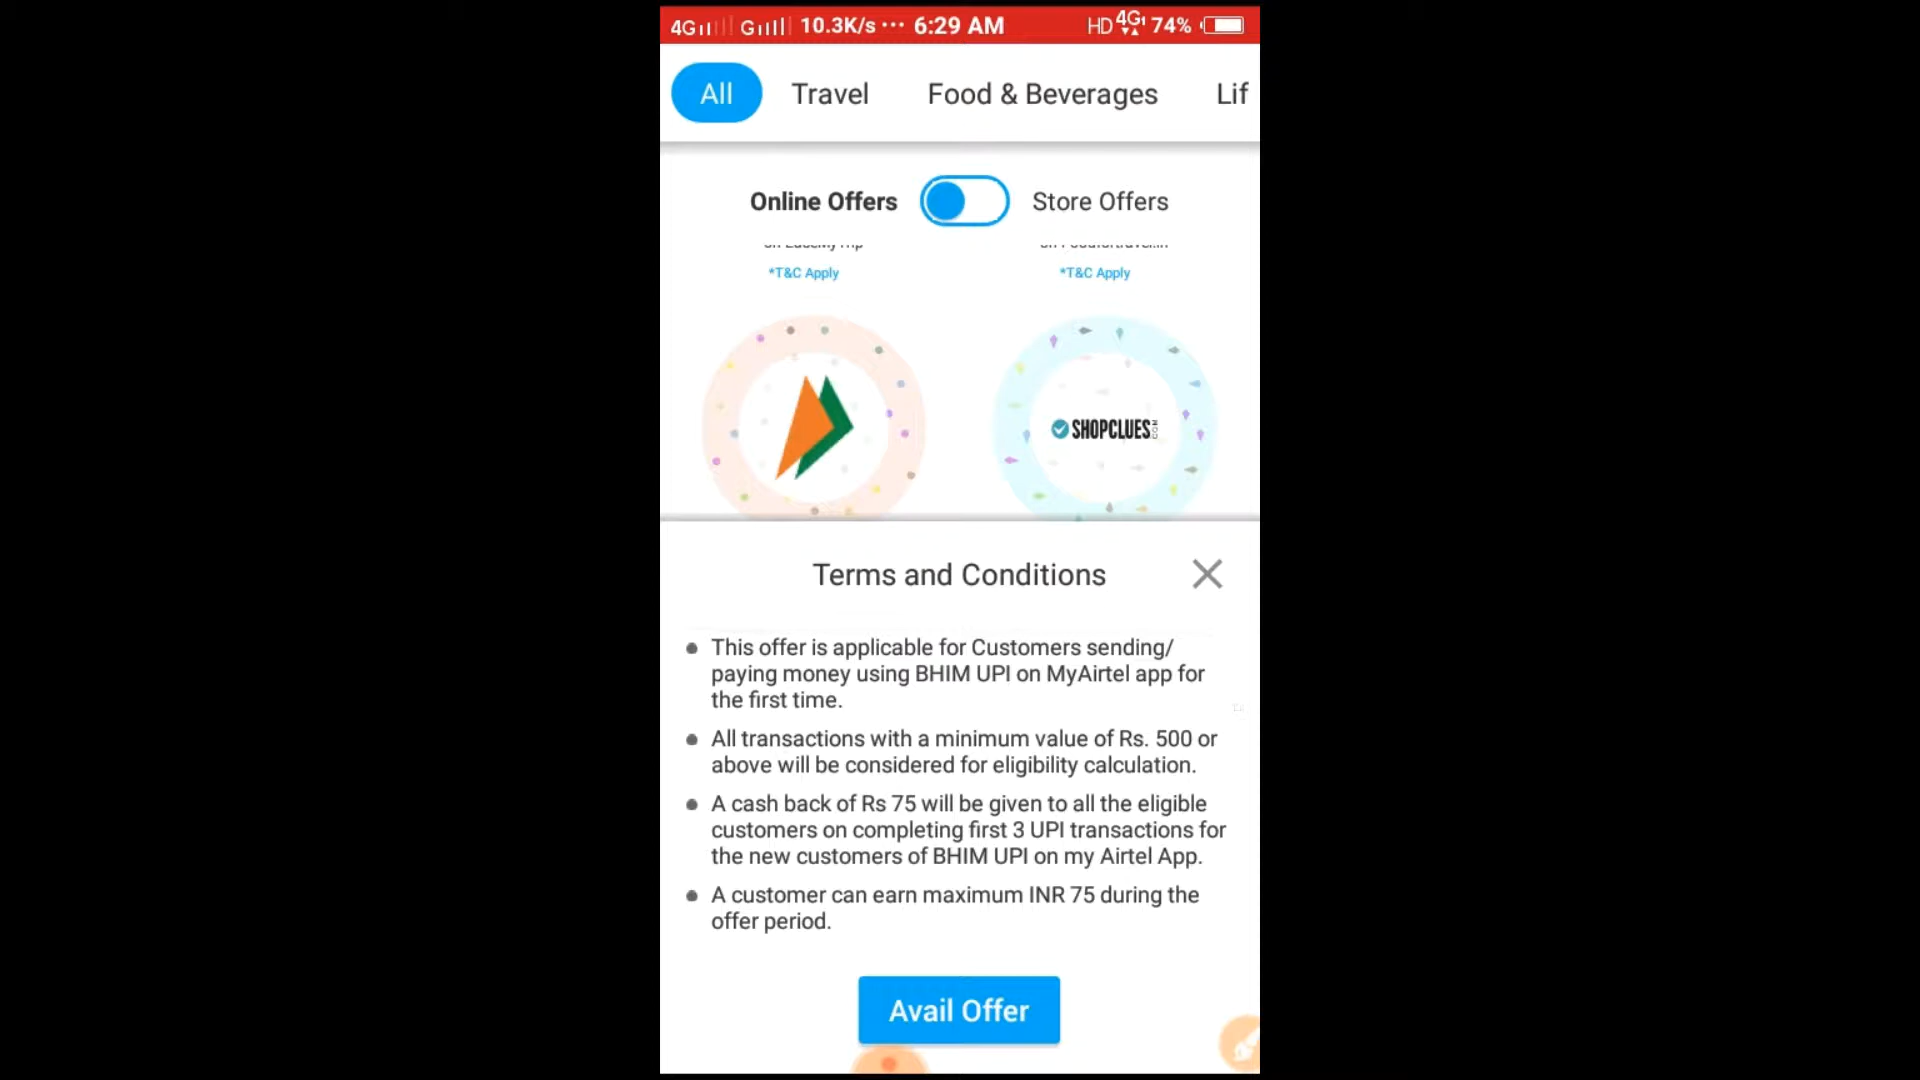 4G G 10.3K/s ··· 6:29 AM HD 4G 74%
All Travel Food & Beverages Lif
Online Offers Store Offers
*T&C Apply *T&C Apply
SHOPCLUES.COM
Terms and Conditions
● This offer is applicable for Customers sending/
paying money using BHIM UPI on MyAirtel app for
the first time.
● All transactions with a minimum value of Rs. 500 or
above will be considered for eligibility calculation.
● A cash back of Rs 75 will be given to all the eligible
customers on completing first 3 UPI transactions for
the new customers of BHIM UPI on my Airtel App.
● A customer can earn maximum INR 75 during the
offer period.
Avail Offer